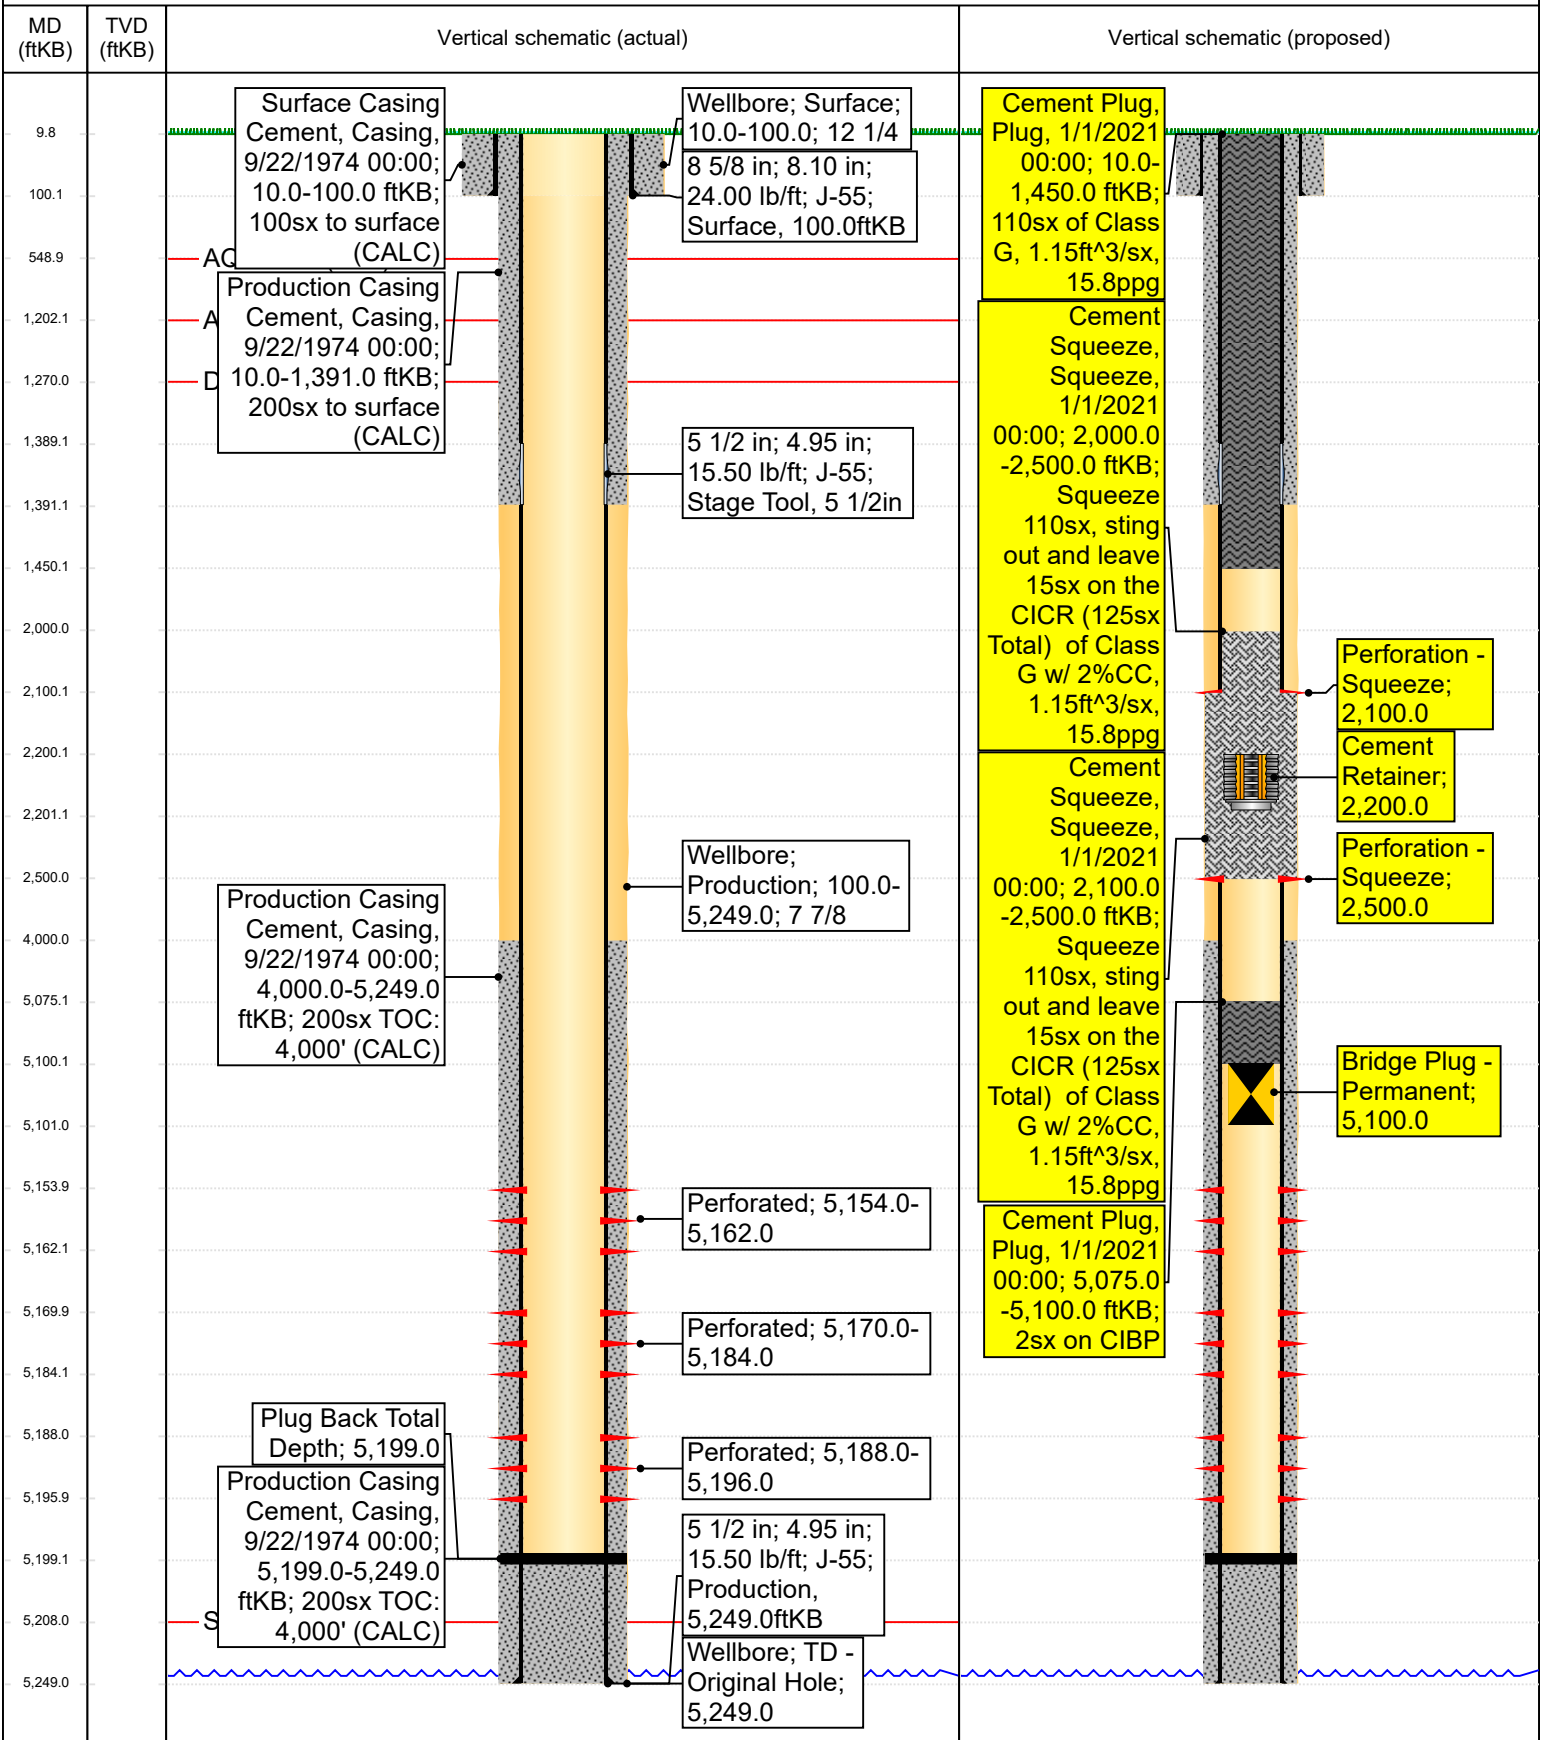 MD
(ftKB)
TVD
(ftKB)
Vertical schematic (actual)
Vertical schematic (proposed)
9.8
100.1
548.9
1,202.1
1,270.0
1,389.1
1,391.1
1,450.1
2,000.0
2,100.1
2,200.1
2,201.1
2,500.0
4,000.0
5,075.1
5,100.1
5,101.0
5,153.9
5,162.1
5,169.9
5,184.1
5,188.0
5,195.9
5,199.1
5,208.0
5,249.0
Surface Casing
Cement, Casing,
9/22/1974 00:00;
10.0-100.0 ftKB;
100sx to surface
(CALC)
Production Casing
Cement, Casing,
9/22/1974 00:00;
10.0-1,391.0 ftKB;
200sx to surface
(CALC)
Production Casing
Cement, Casing,
9/22/1974 00:00;
4,000.0-5,249.0
ftKB; 200sx TOC:
4,000' (CALC)
Plug Back Total
Depth; 5,199.0
Production Casing
Cement, Casing,
9/22/1974 00:00;
5,199.0-5,249.0
ftKB; 200sx TOC:
4,000' (CALC)
Wellbore; Surface;
10.0-100.0; 12 1/4
8 5/8 in; 8.10 in;
24.00 lb/ft; J-55;
Surface, 100.0ftKB
5 1/2 in; 4.95 in;
15.50 lb/ft; J-55;
Stage Tool, 5 1/2in
Wellbore;
Production; 100.0-
5,249.0; 7 7/8
Perforated; 5,154.0-
5,162.0
Perforated; 5,170.0-
5,184.0
Perforated; 5,188.0-
5,196.0
5 1/2 in; 4.95 in;
15.50 lb/ft; J-55;
Production,
5,249.0ftKB
Wellbore; TD -
Original Hole;
5,249.0
Cement Plug,
Plug, 1/1/2021
00:00; 10.0-
1,450.0 ftKB;
110sx of Class
G, 1.15ft^3/sx,
15.8ppg
Cement
Squeeze,
Squeeze,
1/1/2021
00:00; 2,000.0
-2,500.0 ftKB;
Squeeze
110sx, sting
out and leave
15sx on the
CICR (125sx
Total) of Class
G w/ 2%CC,
1.15ft^3/sx,
15.8ppg
Cement
Squeeze,
Squeeze,
1/1/2021
00:00; 2,100.0
-2,500.0 ftKB;
Squeeze
110sx, sting
out and leave
15sx on the
CICR (125sx
Total) of Class
G w/ 2%CC,
1.15ft^3/sx,
15.8ppg
Cement Plug,
Plug, 1/1/2021
00:00; 5,075.0
-5,100.0 ftKB;
2sx on CIBP
Perforation -
Squeeze;
2,100.0
Cement
Retainer;
2,200.0
Perforation -
Squeeze;
2,500.0
Bridge Plug -
Permanent;
5,100.0